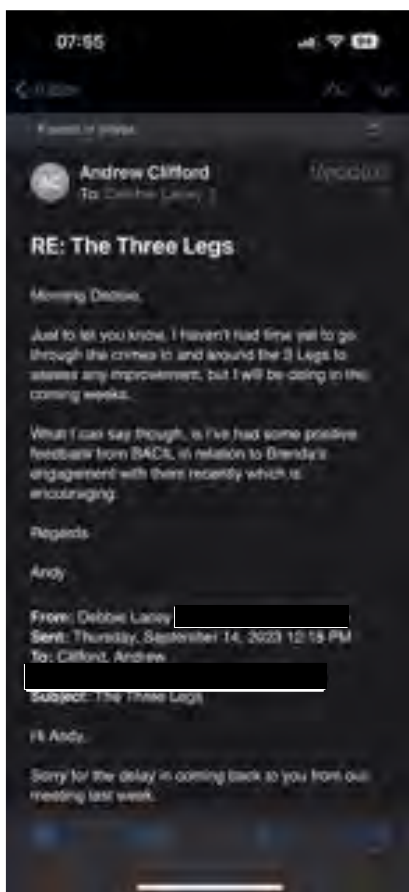 07:55
Andrew Clifford
To: Debbie Lacey
RE: The Three Legs
Morning Debbie,
Just to let you know, I haven't had time yet to go
through the crimes in and around the 3 Legs to
assess any improvement, but I will be doing in the
coming weeks.
What I can say though, is I've had some positive
feedback from BACIL in relation to Brenda's
engagement with them recently which is
encouraging.
Regards
Andy
From: Debbie Lacey
Sent: Thursday, September 14, 2023 12:18 PM
To: Clifford, Andrew
Subject: The Three Legs
Hi Andy,
Sorry for the delay in coming back to you from our
meeting last week.